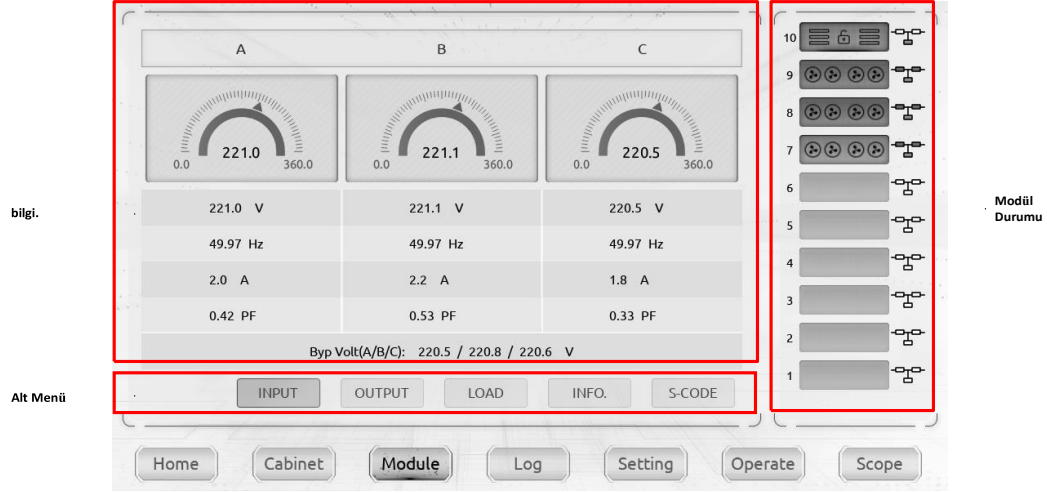 A B C
0.0 221.0 360.0
0.0 221.1 360.0
0.0 220.5 360.0
221.0 V 221.1 V 220.5 V
49.97 Hz 49.97 Hz 49.97 Hz
2.0 A 2.2 A 1.8 A
0.42 PF 0.53 PF 0.33 PF
Byp Volt(A/B/C): 220.5 / 220.8 / 220.6 V
bilgi.
10
9
8
7
6
5
4
3
2
1
Modül
Durumu
Alt Menü
INPUT OUTPUT LOAD INFO. S-CODE
Home Cabinet Module Log Setting Operate Scope